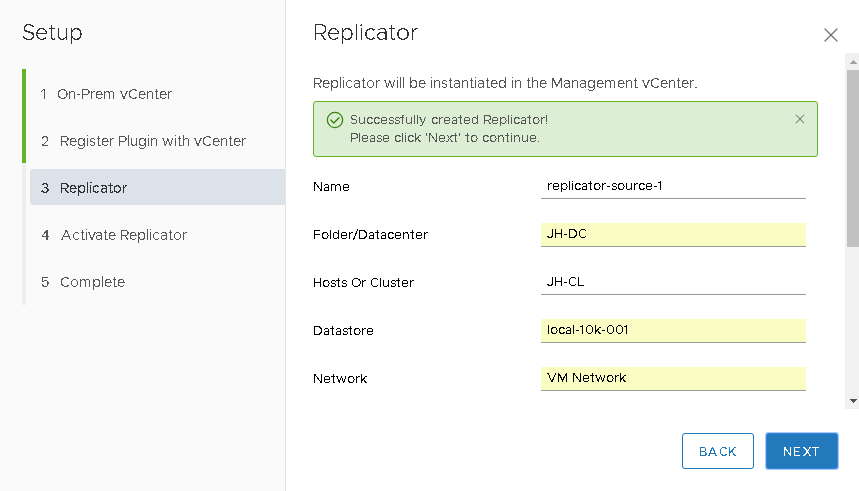 Setup
1 On-Prem vCenter
2 Register Plugin with vCenter
3 Replicator
4 Activate Replicator
5 Complete
Replicator
Replicator will be instantiated in the Management vCenter.
Successfully created Replicator!
Please click 'Next' to continue.
Name replicator-source-1
Folder/Datacenter JH-DC
Hosts Or Cluster JH-CL
Datastore local-10k-001
Network VM Network
BACK NEXT